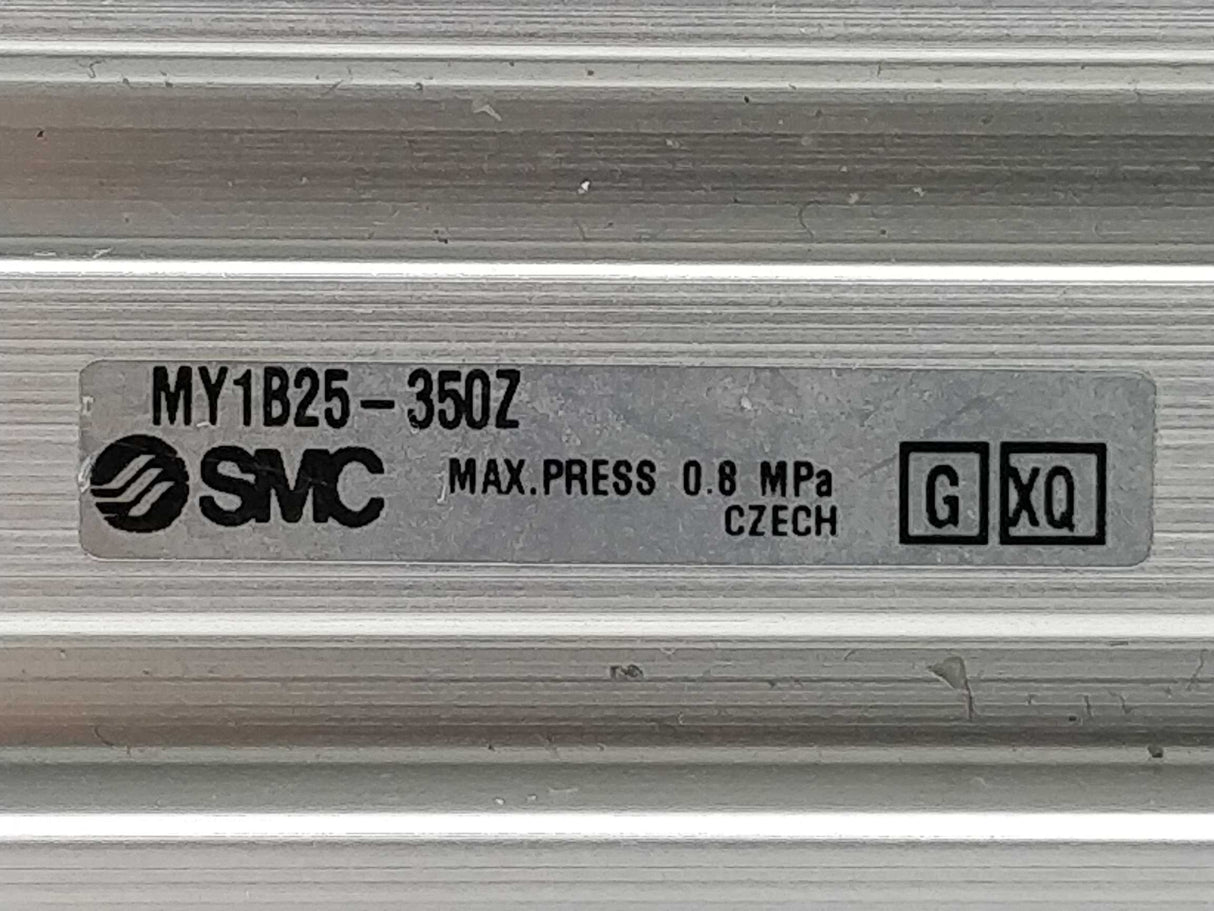 MY1B25-350Z
SMC MAX.PRESS 0.8 MPa
CZECH
G XQ